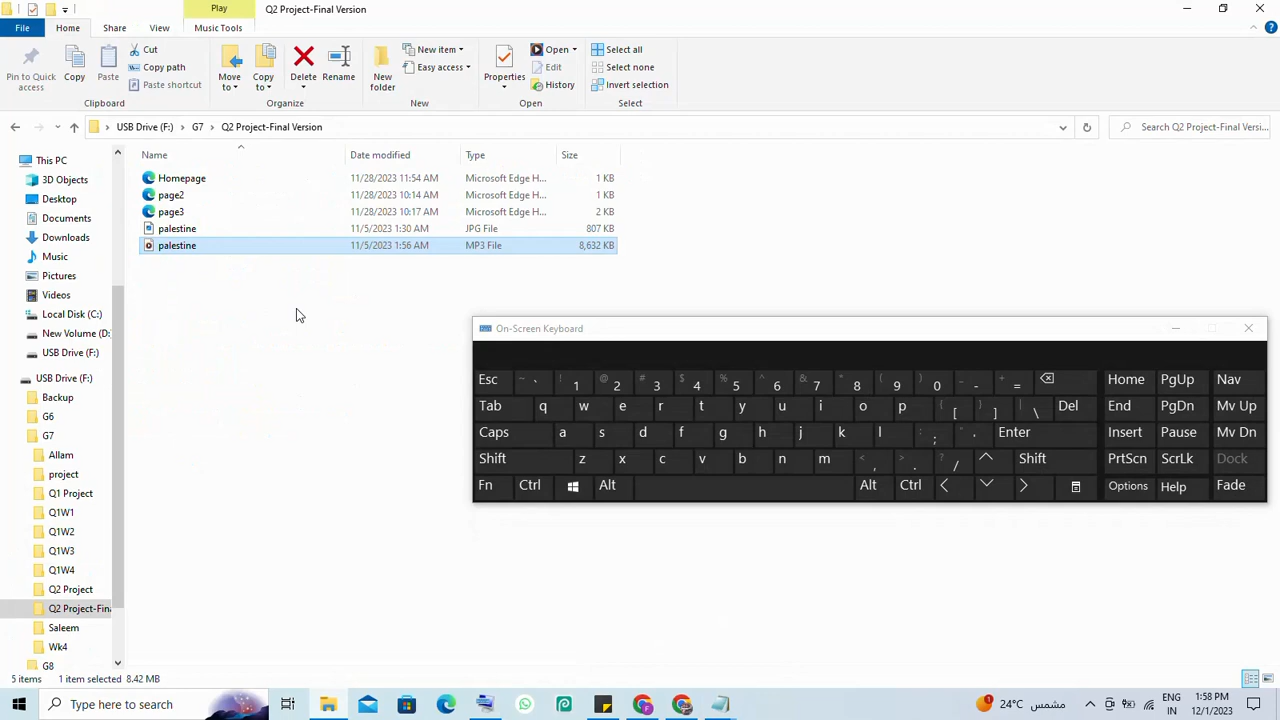 Play
Q2 Project-Final Version
File
Home
Share
View
Music Tools
Pin to Quick access
Copy
Paste
Cut
Copy path
Paste shortcut
Clipboard
Move to
Copy to
Delete
Rename
Organize
New folder
New item
Easy access
New
Properties
Open
Edit
History
Open
Select all
Select none
Invert selection
Select
USB Drive (F:) G7 Q2 Project-Final Version
Search Q2 Project-Final Versi...
Name Date modified Type Size
Homepage 11/28/2023 11:54 AM Microsoft Edge H... 1 KB
page2 11/28/2023 10:14 AM Microsoft Edge H... 1 KB
page3 11/28/2023 10:17 AM Microsoft Edge H... 2 KB
palestine 11/5/2023 1:30 AM JPG File 807 KB
palestine 11/5/2023 1:56 AM MP3 File 8,632 KB
This PC
3D Objects
Desktop
Documents
Downloads
Music
Pictures
Videos
Local Disk (C:)
New Volume (D:
USB Drive (F:)
USB Drive (F:)
Backup
G6
G7
Allam
project
Q1 Project
Q1W1
Q1W2
Q1W3
Q1W4
Q2 Project
Q2 Project-Fina
Saleem
Wk4
G8
On-Screen Keyboard
Esc ~ ` ! 1 @ 2 # 3 $ 4 % 5 ^ 6 & 7 * 8 ( 9 ) 0 _ - + = Home PgUp Nav
Tab q w e r t y u i o p { [ } ] | \ Del End PgDn Mv Up
Caps a s d f g h j k l : ; " ' Enter Insert Pause Mv Dn
Shift z x c v b n m < , > . ? / Shift PrtScn ScrLk Dock
Fn Ctrl Alt Alt Ctrl Options Help Fade
5 items 1 item selected 8.42 MB
Type here to search
1
24°C مشمس
ENG
IN
1:58 PM
12/1/2023